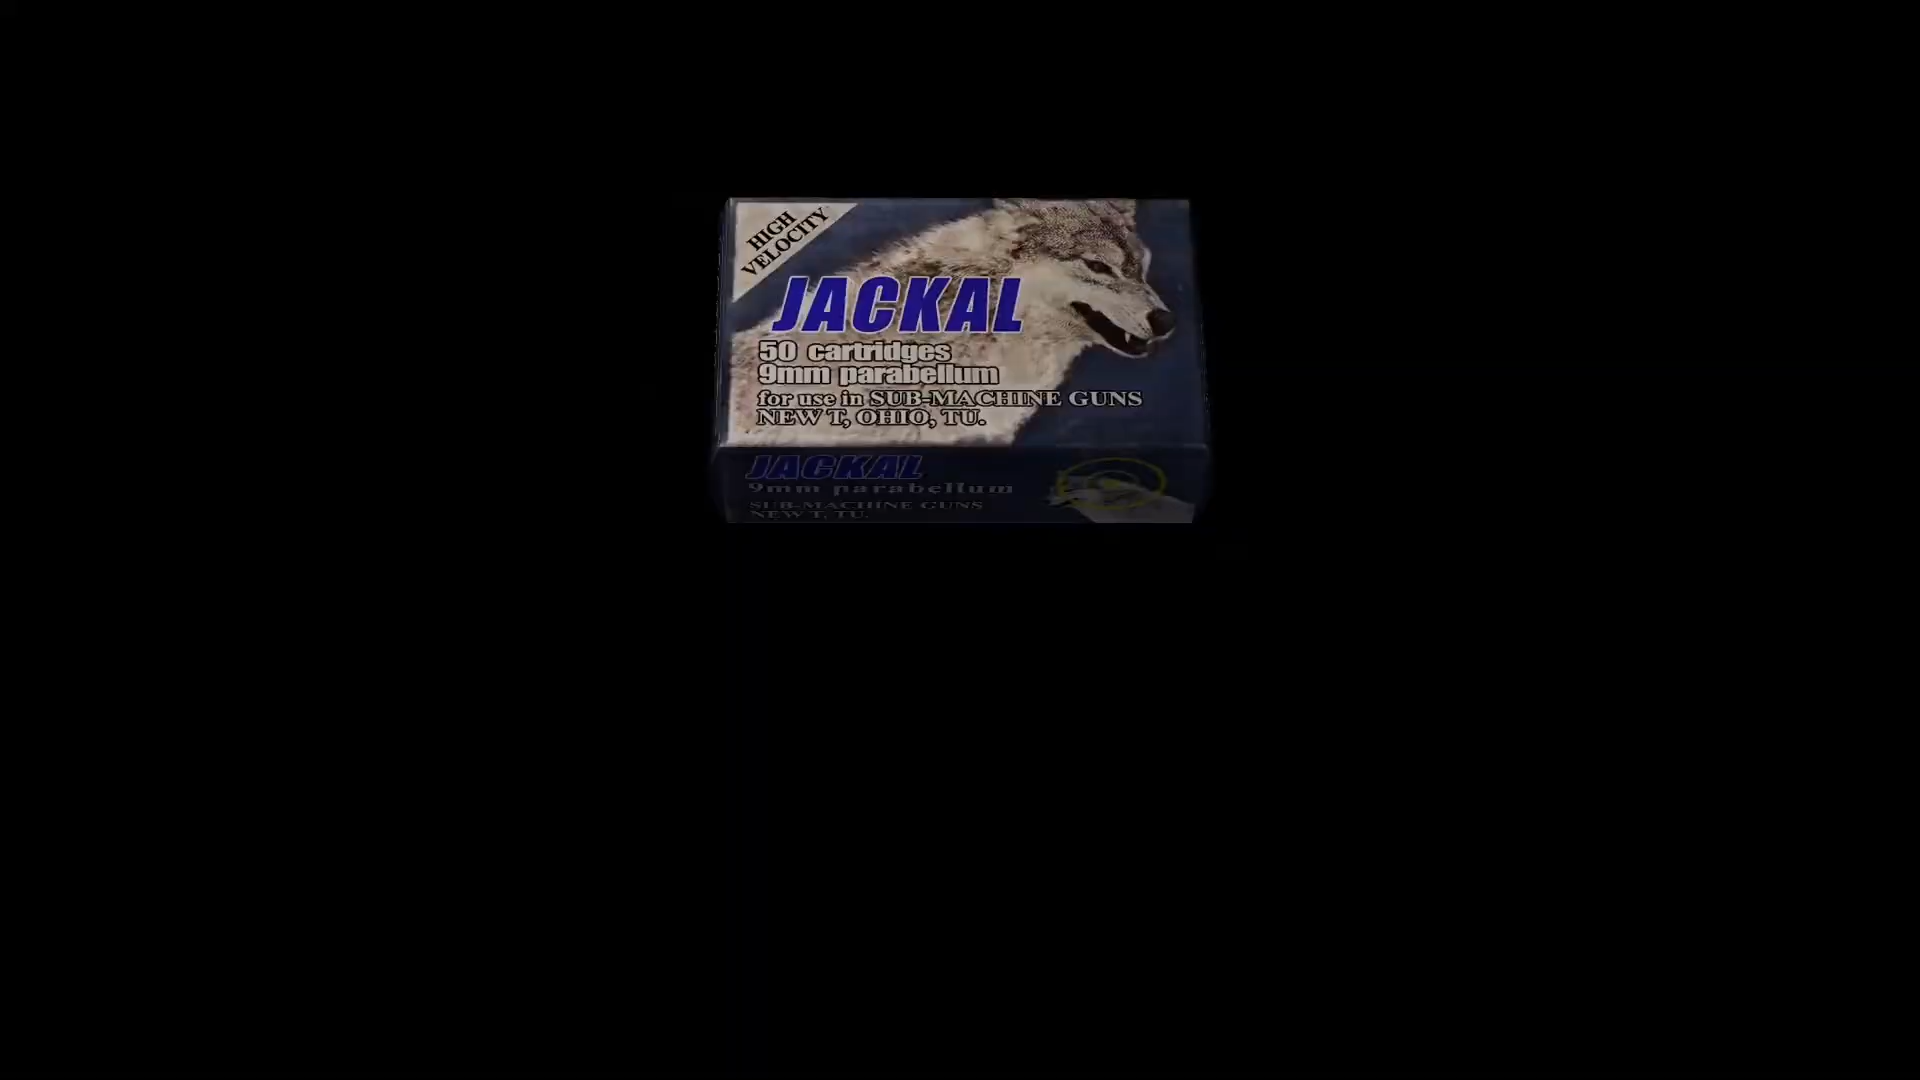 HIGH
VELOCITY
JACKAL
50 cartridges
9mm parabellum
for use in SUB-MACHINE GUNS
NEW T, OHIO, TU.
JACKAL
9mm parabellum
SUB-MACHINE GUNS
NEW T, TU.